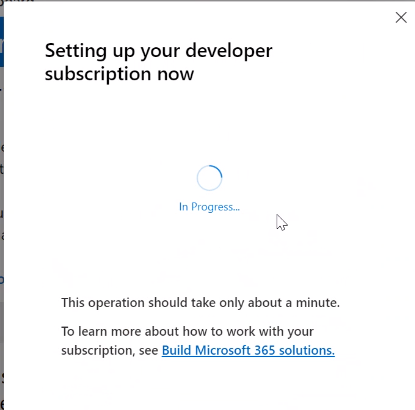 Setting up your developer
subscription now
In Progress...
This operation should take only about a minute.
To learn more about how to work with your
subscription, see Build Microsoft 365 solutions.